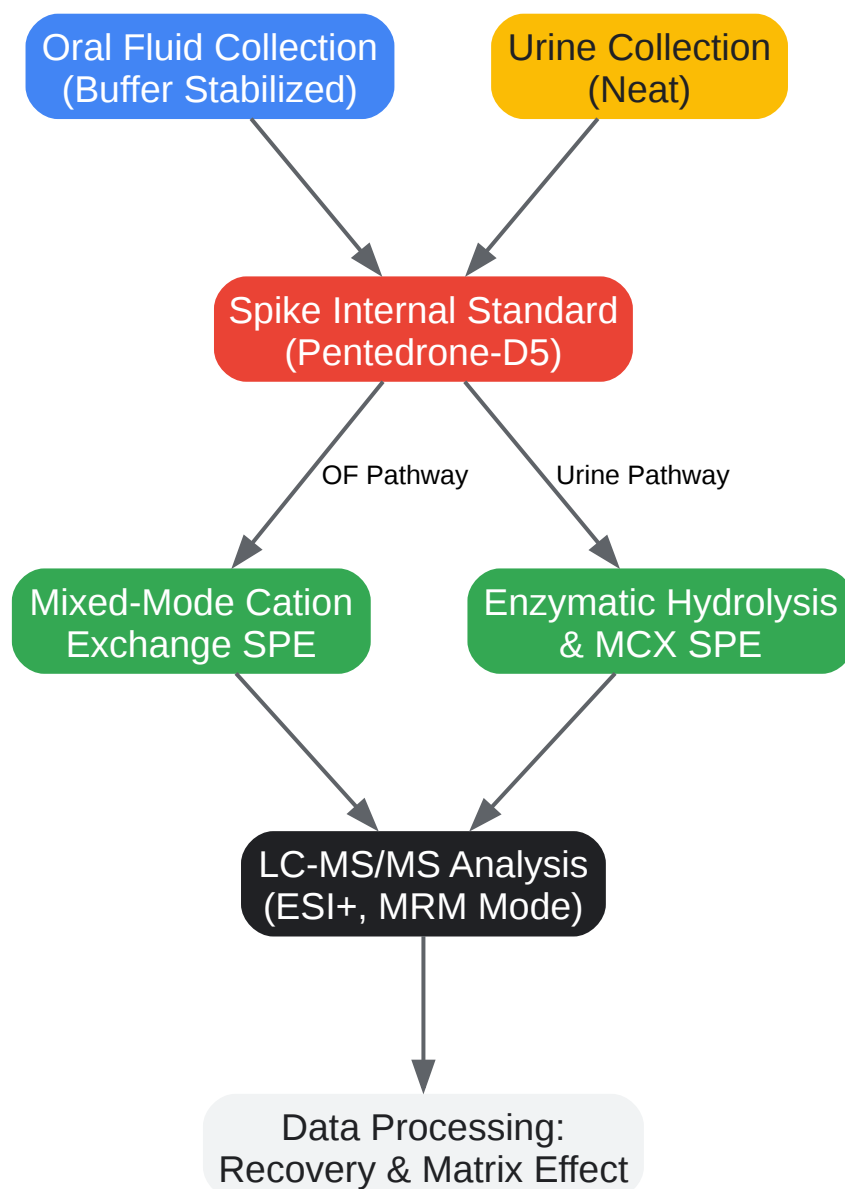 Oral Fluid Collection
(Buffer Stabilized)
Urine Collection
(Neat)
Spike Internal Standard
(Pentedrone-D5)
OF Pathway
Urine Pathway
Mixed-Mode Cation
Exchange SPE
Enzymatic Hydrolysis
& MCX SPE
LC-MS/MS Analysis
(ESI+, MRM Mode)
Data Processing:
Recovery & Matrix Effect